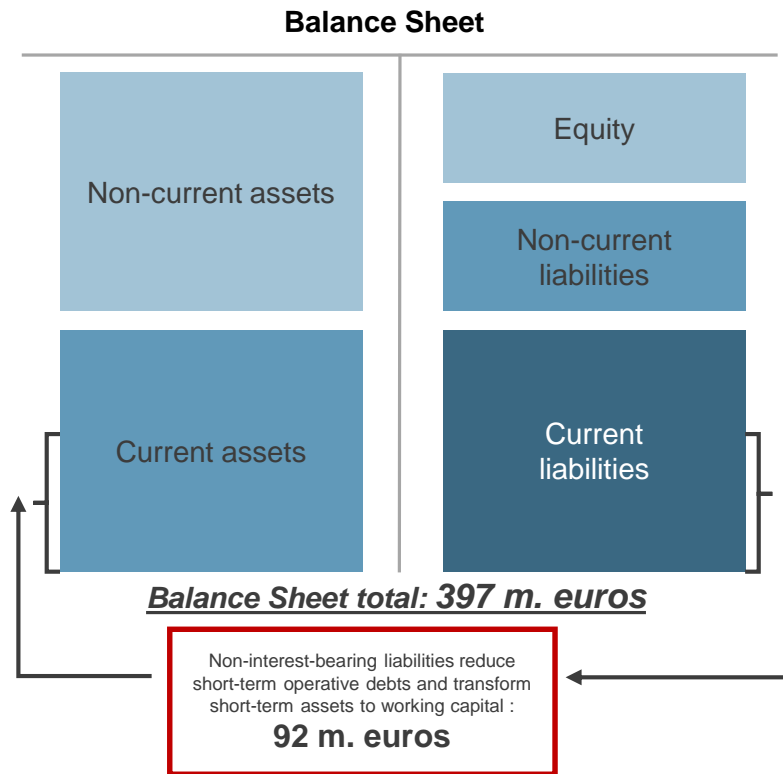 Balance Sheet
Non-current assets
Equity
Non-current
liabilities
Current assets
Current
liabilities
Balance Sheet total: 397 m. euros
Non-interest-bearing liabilities reduce
short-term operative debts and transform
short-term assets to working capital :
92 m. euros